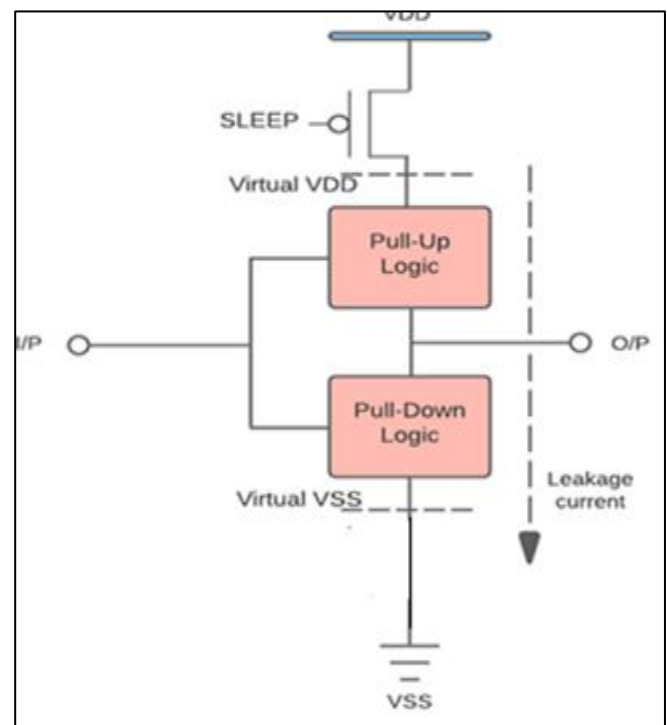 VDD
SLEEP
Virtual VDD
Pull-Up
Logic
I/P
O/P
Pull-Down
Logic
Virtual VSS
Leakage
current
VSS